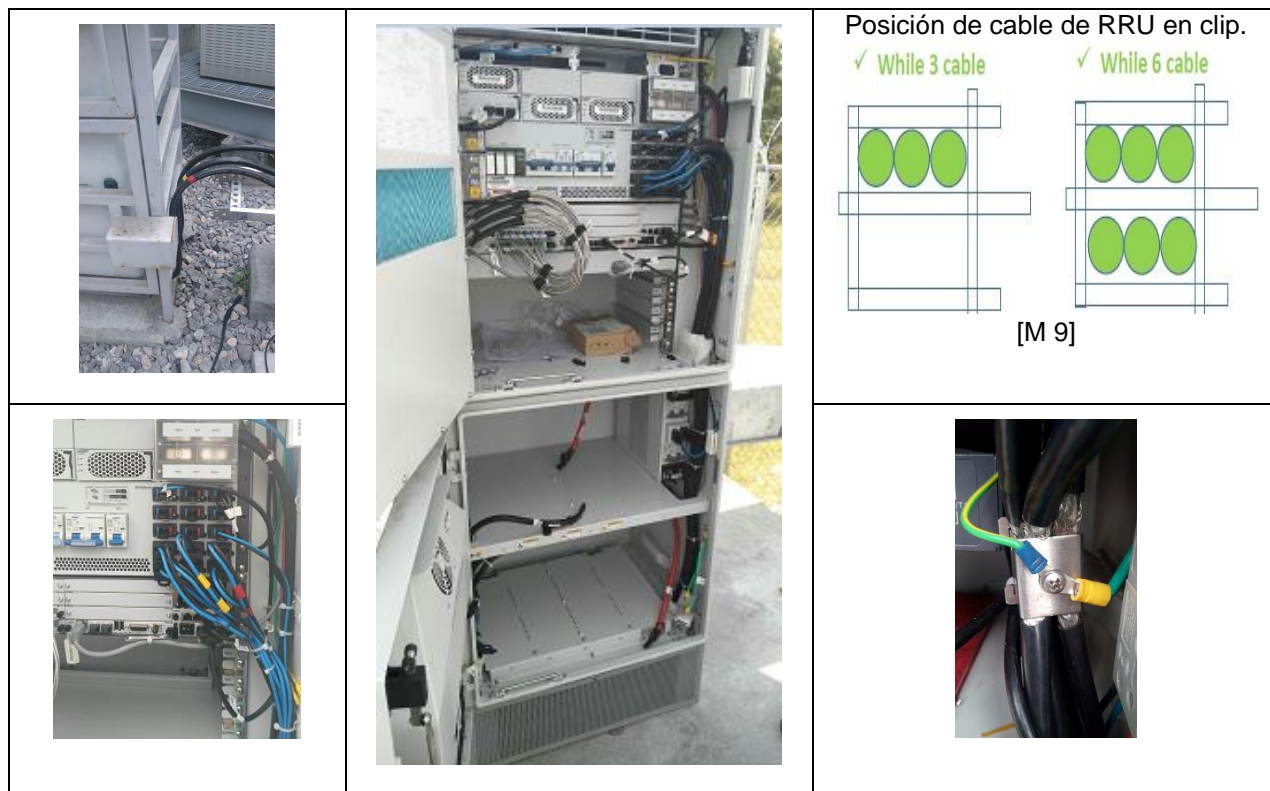 Posición de cable de RRU en clip.
✓ While 3 cable
✓ While 6 cable
[M 9]